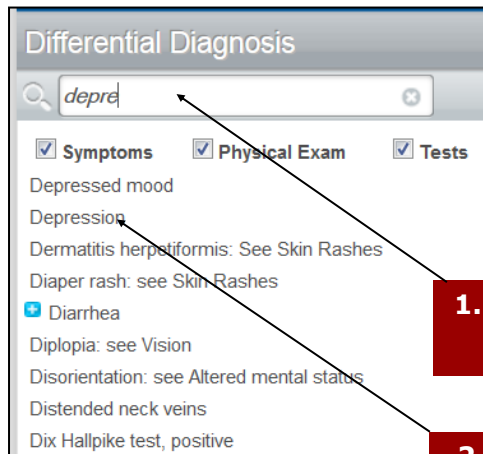 Differential Diagnosis
depre
Symptoms Physical Exam Tests
Depressed mood
Depression
Dermatitis herpetiformis: See Skin Rashes
Diaper rash: see Skin Rashes
Diarrhea
1.
Diplopia: see Vision
Disorientation: see Altered mental status
Distended neck veins
Dix Hallpike test, positive